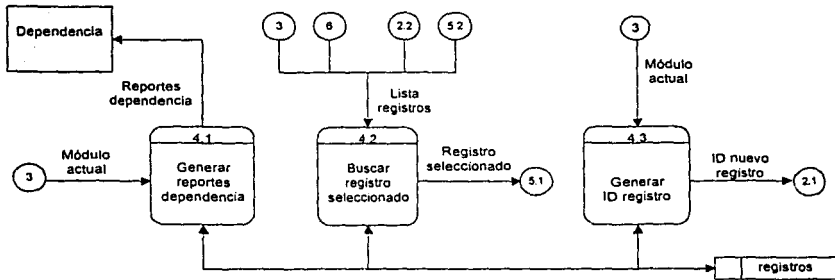 Dependencia
3
6
2.2
5.2
3
Reportes
dependencia
Lista
registros
Módulo
actual
4.1
4.2
4.3
Módulo
actual
3
Generar
reportes
dependencia
Buscar
registro
seleccionado
Registro
seleccionado
5.1
Generar
ID registro
ID nuevo
registro
2.1
registros